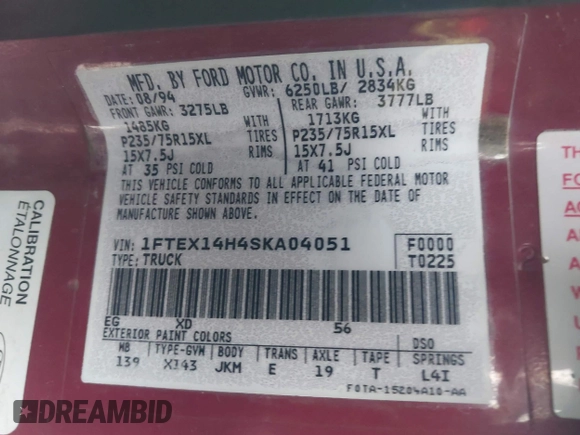 MFD. BY FORD MOTOR CO. IN U.S.A.
DATE: 08/94 GVWR: 6250LB/ 2834KG
FRONT GAWR: 3275LB REAR GAWR: 3777LB
1485KG WITH 1713KG WITH
P235/75R15XL TIRES P235/75R15XL TIRES
15X7.5J RIMS 15X7.5J RIMS
AT 35 PSI COLD AT 41 PSI COLD
THIS VEHICLE CONFORMS TO ALL APPLICABLE FEDERAL MOTOR
VEHICLE SAFETY STANDARDS IN EFFECT ON THE DATE OF
MANUFACTURE SHOWN ABOVE.
VIN: 1FTEX14H4SKA04051 F0000
TYPE: TRUCK T0225
EG XD 56
EXTERIOR PAINT COLORS DSO
WB TYPE-GVW BODY TRANS AXLE TAPE SPRINGS
139 X143 JKM E 19 T L4I
F0TA-15204A10-AA
CALIBRATION
ÉTALONNAGE
DREAMBID